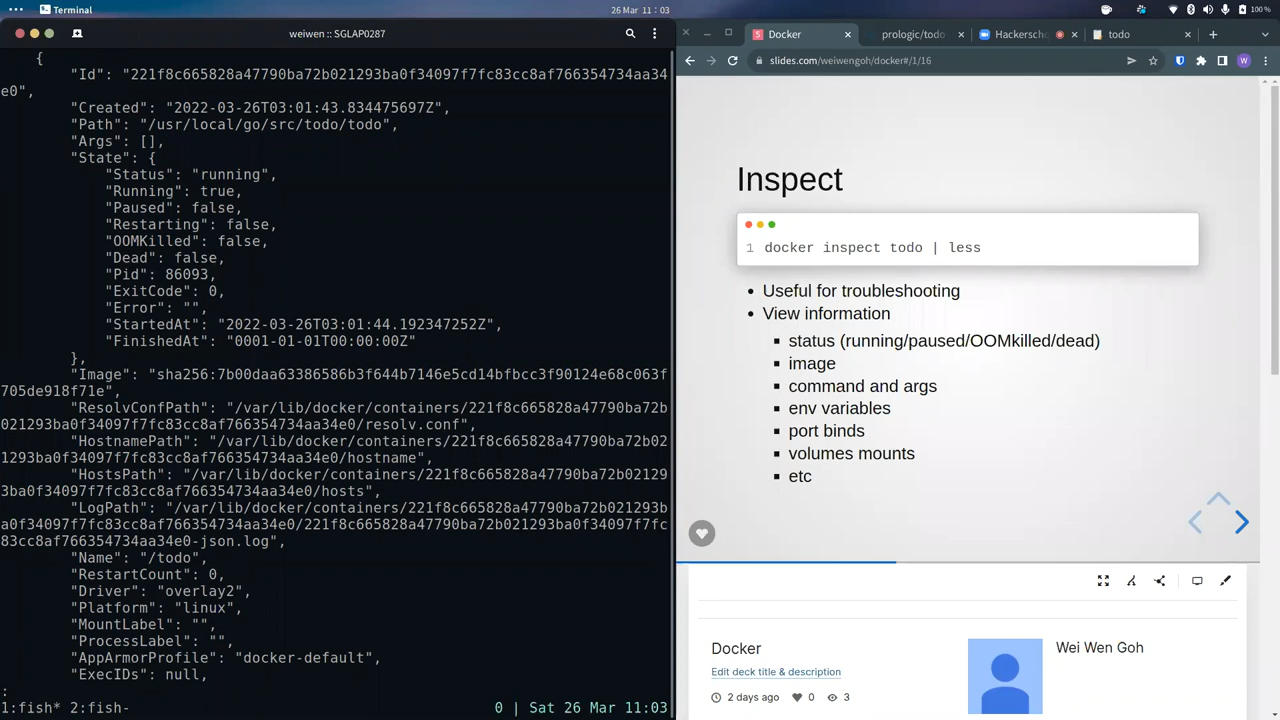 Terminal
26 Mar 11:03
100 %
weiwen :: SGLAP0287
{
"Id": "221f8c665828a47790ba72b021293ba0f34097f7fc83cc8af766354734aa34
e0",
"Created": "2022-03-26T03:01:43.834475697Z",
"Path": "/usr/local/go/src/todo/todo",
"Args": [],
"State": {
"Status": "running",
"Running": true,
"Paused": false,
"Restarting": false,
"OOMKilled": false,
"Dead": false,
"Pid": 86093,
"ExitCode": 0,
"Error": "",
"StartedAt": "2022-03-26T03:01:44.192347252Z",
"FinishedAt": "0001-01-01T00:00:00Z"
},
"Image": "sha256:7b00daa63386586b3f644b7146e5cd14bfbcc3f90124e68c063f
705de918f71e",
"ResolvConfPath": "/var/lib/docker/containers/221f8c665828a47790ba72b
021293ba0f34097f7fc83cc8af766354734aa34e0/resolv.conf",
"HostnamePath": "/var/lib/docker/containers/221f8c665828a47790ba72b02
1293ba0f34097f7fc83cc8af766354734aa34e0/hostname",
"HostsPath": "/var/lib/docker/containers/221f8c665828a47790ba72b02129
3ba0f34097f7fc83cc8af766354734aa34e0/hosts",
"LogPath": "/var/lib/docker/containers/221f8c665828a47790ba72b021293b
a0f34097f7fc83cc8af766354734aa34e0/221f8c665828a47790ba72b021293ba0f34097f7fc
83cc8af766354734aa34e0-json.log",
"Name": "/todo",
"RestartCount": 0,
"Driver": "overlay2",
"Platform": "linux",
"MountLabel": "",
"ProcessLabel": "",
"AppArmorProfile": "docker-default",
"ExecIDs": null,
:
1:fish* 2:fish-
0 | Sat 26 Mar 11:03
Docker
prologic/todo
Hackersch
todo
slides.com/weiwengoh/docker#/1/16
W
Inspect
1 docker inspect todo | less
Useful for troubleshooting
View information
status (running/paused/OOMkilled/dead)
image
command and args
env variables
port binds
volumes mounts
etc
Docker
Edit deck title & description
2 days ago
0
3
Wei Wen Goh